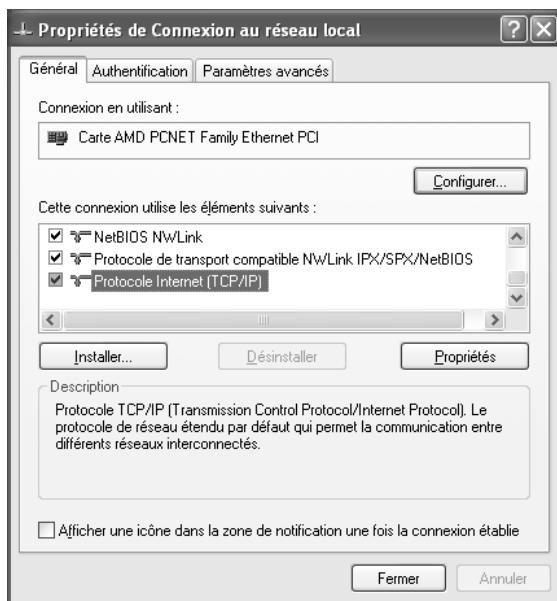 Propriétés de Connexion au réseau local
Général Authentification Paramètres avancés
Connexion en utilisant :
Carte AMD PCNET Family Ethernet PCI
Configurer...
Cette connexion utilise les éléments suivants :
NetBIOS NWLink
Protocole de transport compatible NWLink IPX/SPX/NetBIOS
Protocole Internet (TCP/IP)
Installer... Désinstaller Propriétés
Description
Protocole TCP/IP (Transmission Control Protocol/Internet Protocol). Le
protocole de réseau étendu par défaut qui permet la communication entre
différents réseaux interconnectés.
Afficher une icône dans la zone de notification une fois la connexion établie
Fermer Annuler